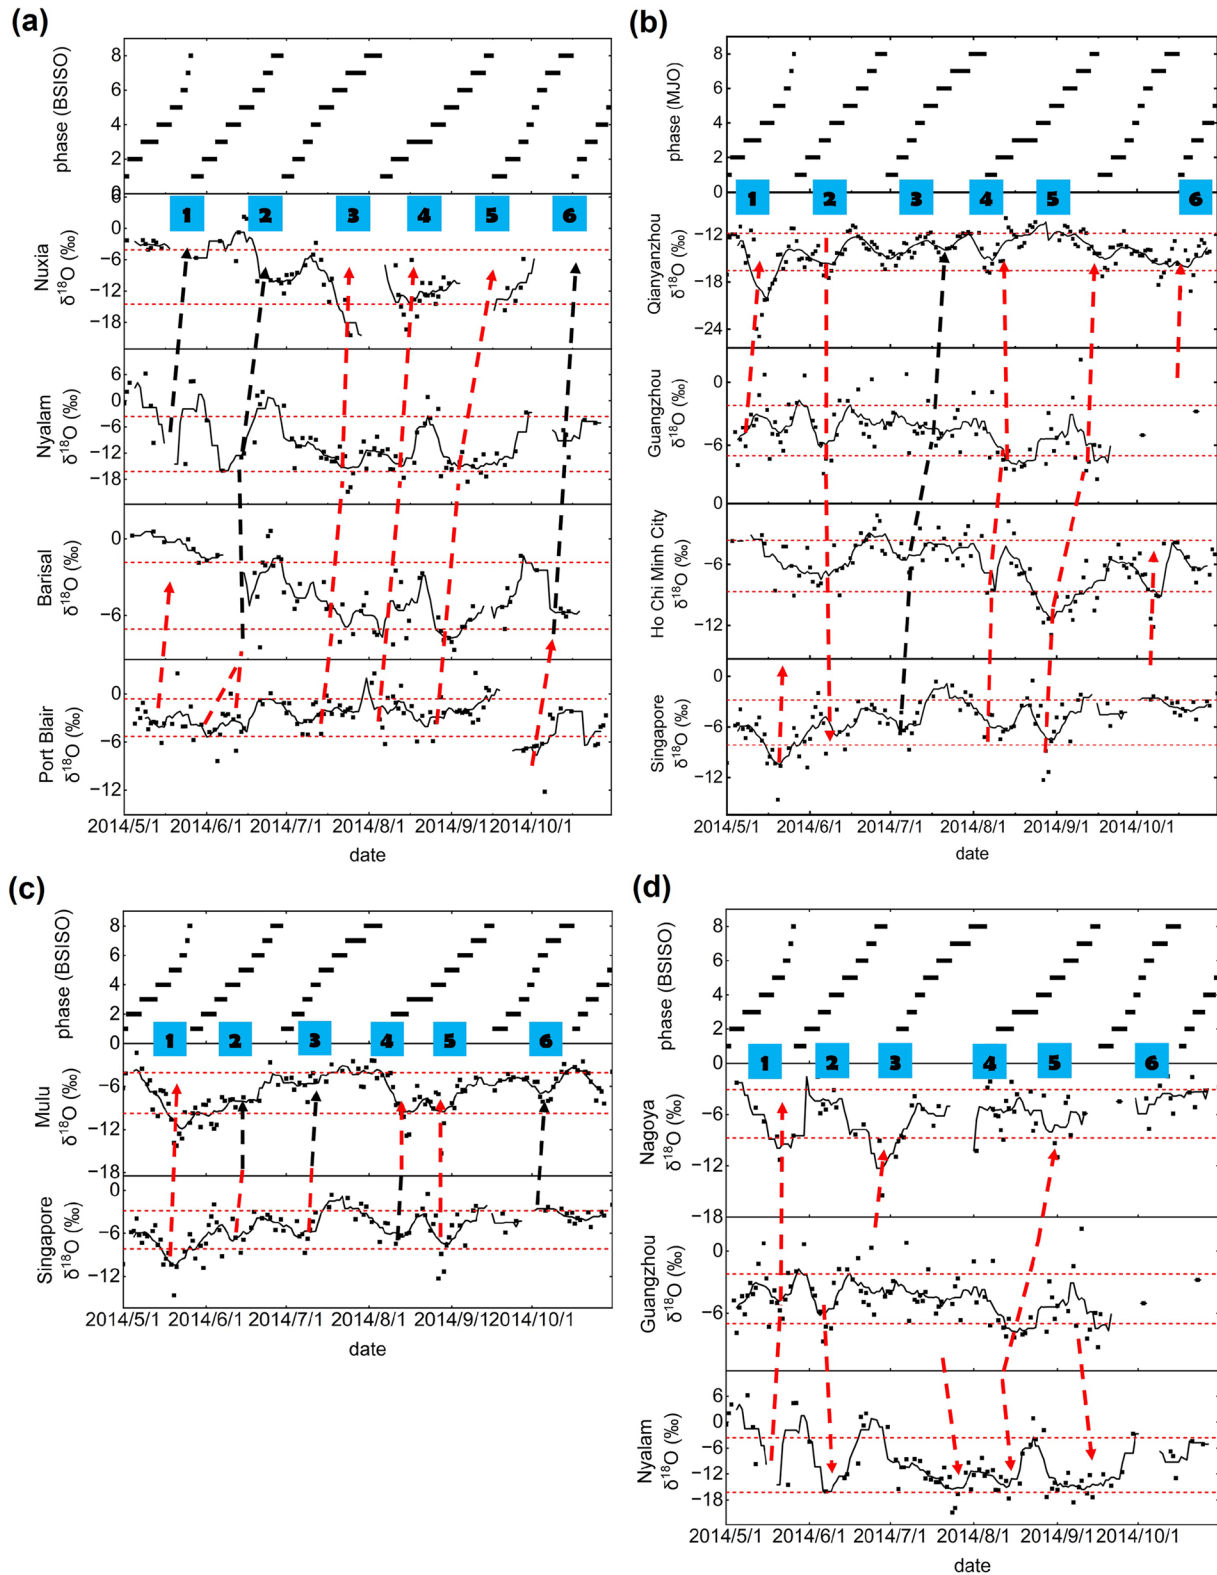 (a)
phase (BSISO)
8
6
4
2
0
1 2 3 4 5 6
Nuxia
δ18O (‰)
6
0
−6
−12
−18
Nyalam
δ18O (‰)
6
0
−6
−12
−18
Barisal
δ18O (‰)
0
−6
Port Blair
δ18O (‰)
0
−6
−12
2014/5/1 2014/6/1 2014/7/1 2014/8/1 2014/9/1 2014/10/1
date
(b)
phase (MJO)
8
6
4
2
0
1 2 3 4 5 6
Qianyanzhou
δ18O (‰)
−12
−18
−24
Guangzhou
δ18O (‰)
0
−6
0
Ho Chi Minh City
δ18O (‰)
−6
−12
Singapore
δ18O (‰)
0
−6
−12
2014/5/1 2014/6/1 2014/7/1 2014/8/1 2014/9/1 2014/10/1
date
(c)
phase (BSISO)
8
6
4
2
0
1 2 3 4 5 6
Mulu
δ18O (‰)
−6
−12
−18
Singapore
δ18O (‰)
0
−6
−12
2014/5/1 2014/6/1 2014/7/1 2014/8/1 2014/9/1 2014/10/1
date
(d)
phase (BSISO)
8
6
4
2
0
1 2 3 4 5 6
Nagoya
δ18O (‰)
−6
−12
−18
Guangzhou
δ18O (‰)
0
−6
Nyalam
δ18O (‰)
6
0
−6
−12
−18
2014/5/1 2014/6/1 2014/7/1 2014/8/1 2014/9/1 2014/10/1
date